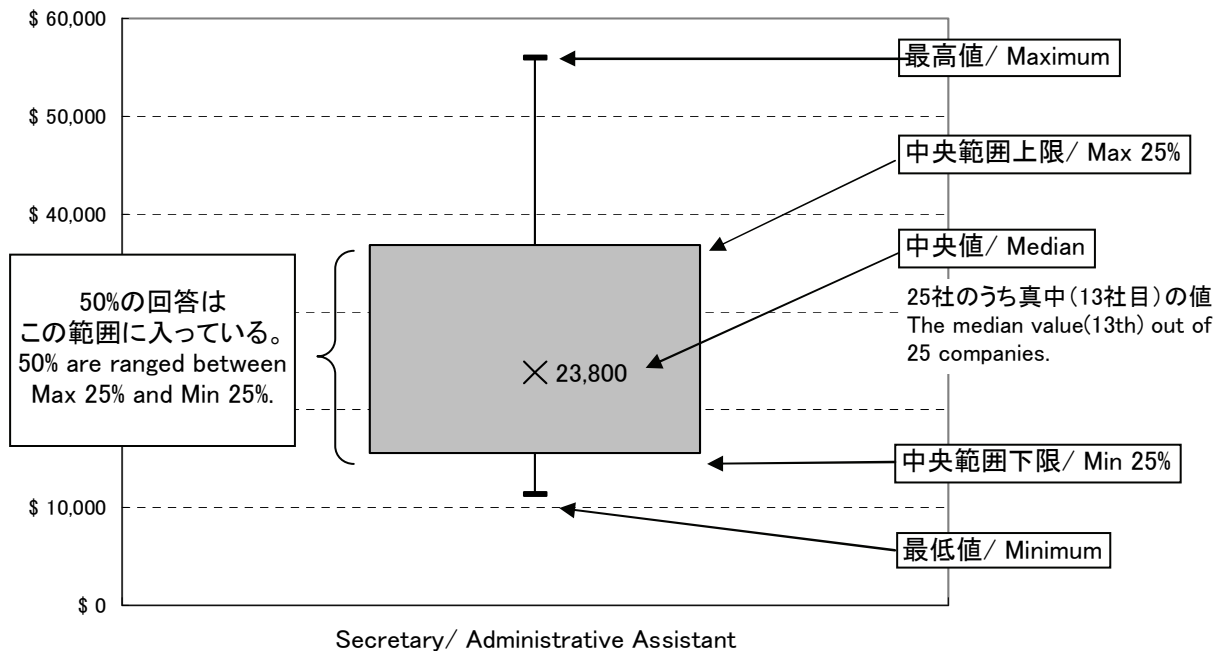 $ 60,000
最高値/ Maximum
$ 50,000
中央範囲上限/ Max 25%
$ 40,000
中央値/ Median
25社のうち真中(13社目)の値
The median value(13th) out of
25 companies.
50%の回答は
この範囲に入っている。
50% are ranged between
Max 25% and Min 25%.
23,800
中央範囲下限/ Min 25%
$ 10,000
最低値/ Minimum
$ 0
Secretary/ Administrative Assistant